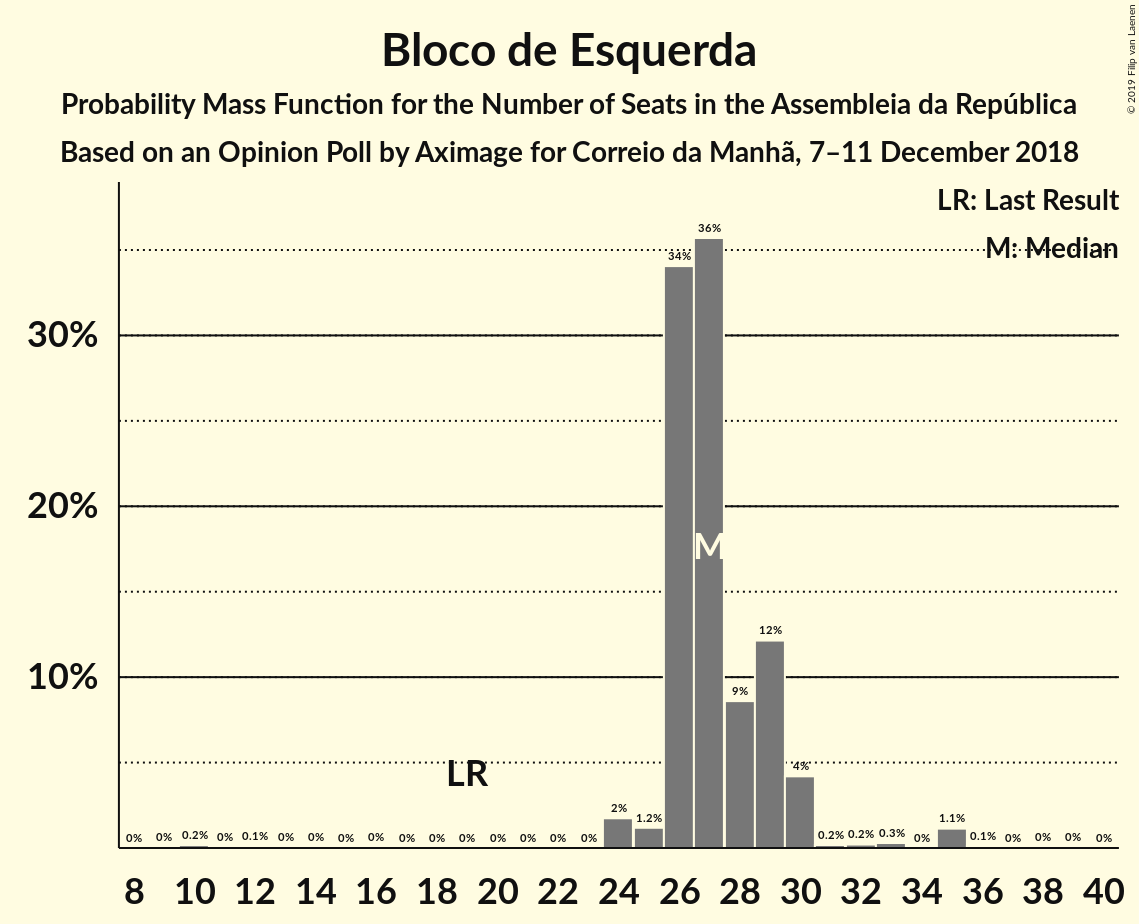 Bloco de Esquerda
Probability Mass Function for the Number of Seats in the Assembleia da República
Based on an Opinion Poll by Aximage for Correio da Manhã, 7–11 December 2018
© 2019 Filip van Laenen
LR: Last Result
M: Median
36%
34%
30%
20%
M
12%
10%
9%
LR
4%
2%
1.2%
0% 0% 0.2% 0% 0.1% 0% 0% 0% 0% 0% 0% 0% 0% 0% 0% 0% 0.2% 0.2% 0.3% 0% 1.1% 0.1% 0% 0% 0% 0%
8 10 12 14 16 18 20 22 24 26 28 30 32 34 36 38 40